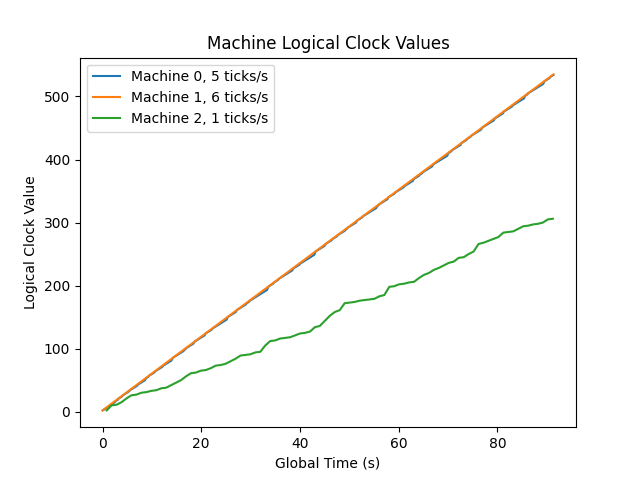 Machine Logical Clock Values
Machine 0, 5 ticks/s
Machine 1, 6 ticks/s
Machine 2, 1 ticks/s
Logical Clock Value
500
400
300
200
100
0
0 20 40 60 80
Global Time (s)